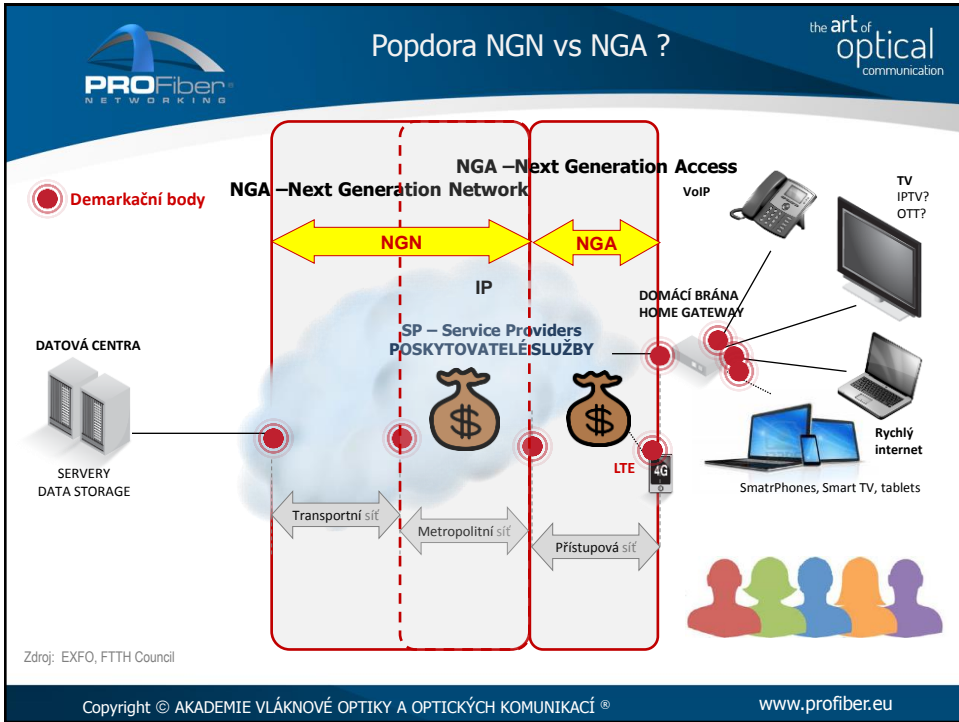 PROFiber®
NETWORKING
Popdora NGN vs NGA ?
the art of
optical
communication
NGA –Next Generation Access
NGA –Next Generation Network
Demarkační body
VoIP
TV
IPTV?
OTT?
NGN
NGA
IP
DOMÁCÍ BRÁNA
HOME GATEWAY
SP – Service Providers
POSKYTOVATELÉ SLUŽBY
DATOVÁ CENTRA
$
$
Rychlý
internet
LTE
4G
SERVERY
DATA STORAGE
SmatrPhones, Smart TV, tablets
Transportní síť
Metropolitní síť
Přístupová síť
Zdroj: EXFO, FTTH Council
Copyright © AKADEMIE VLÁKNOVÉ OPTIKY A OPTICKÝCH KOMUNIKACÍ ®
www.profiber.eu